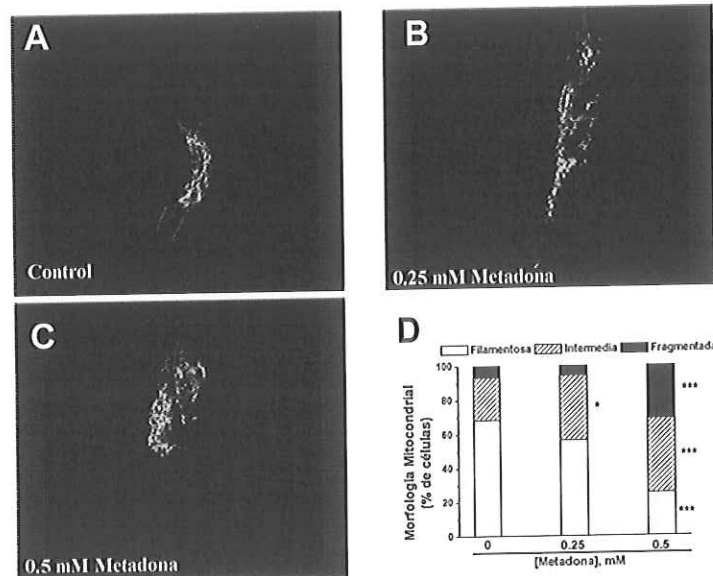 A
Control
B
0.25 mM Metadona
C
0.5 mM Metadona
D
Filamentosa Intermedia Fragmentada
Morfología Mitocondrial
(% de células)
100
80
60
40
20
0
*
***
***
***
0 0.25 0.5
[Metadona], mM